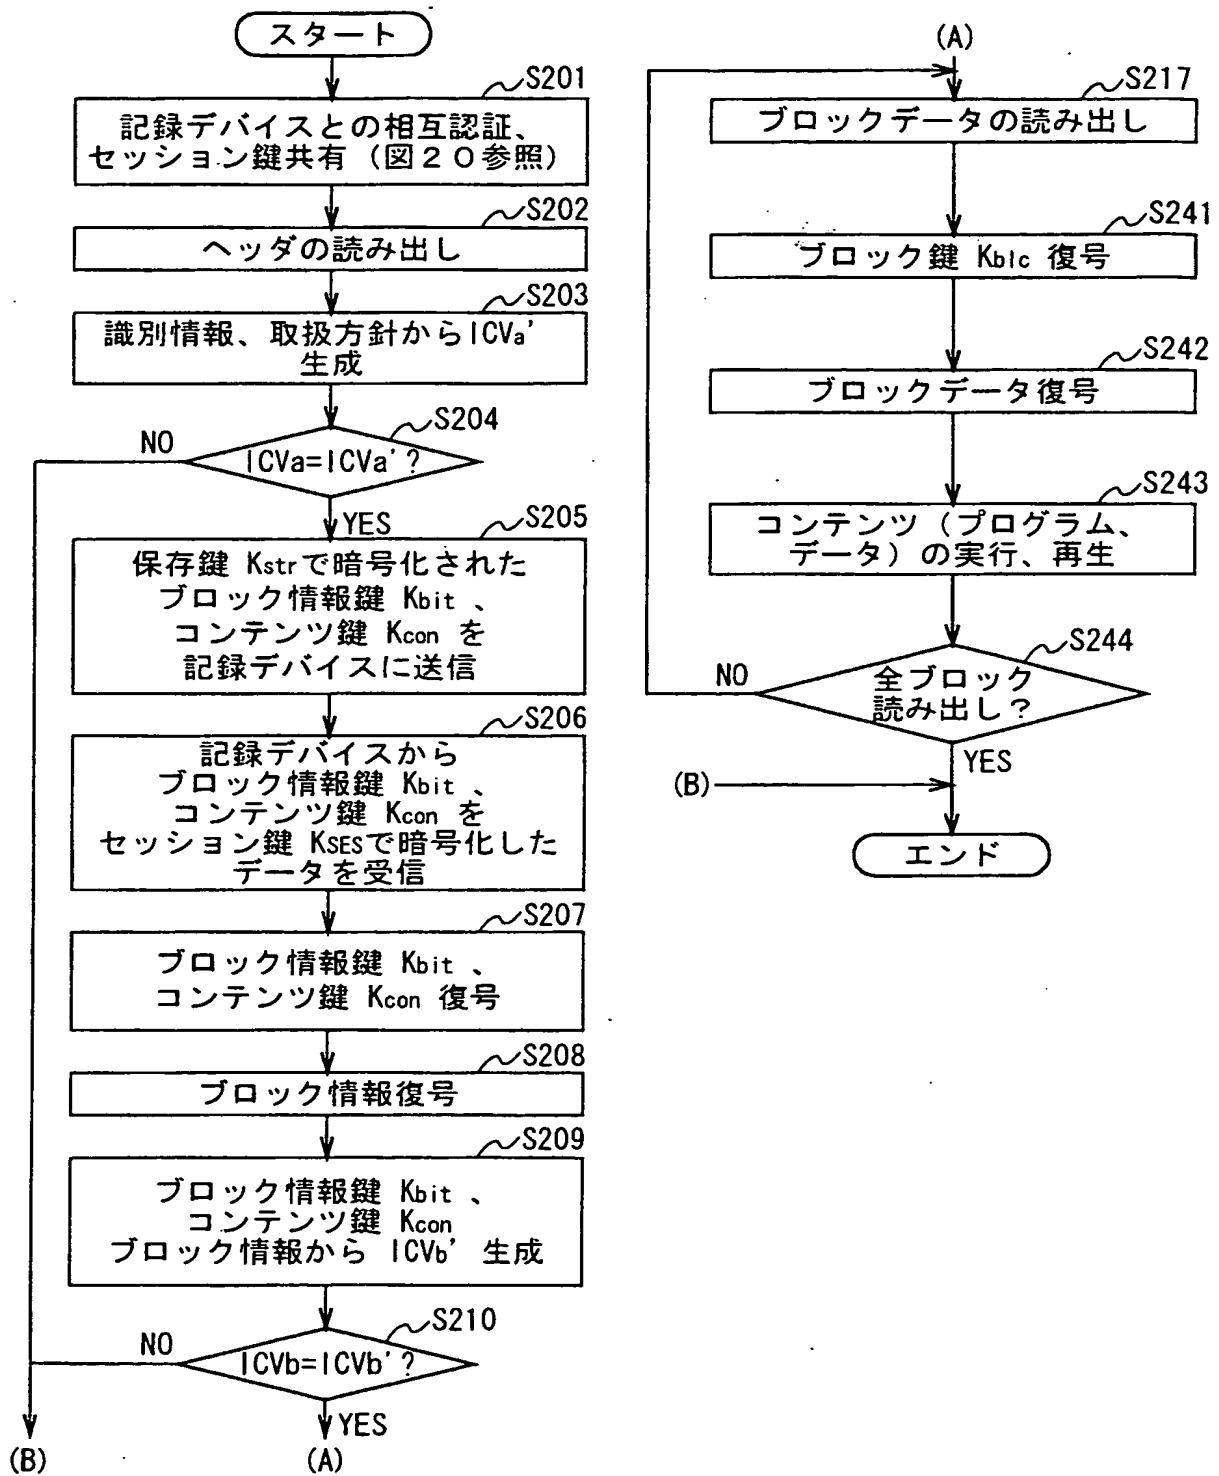 スタート
S201
記録デバイスとの相互認証、
セッション鍵共有（図２０参照）
S202
ヘッダの読み出し
S203
識別情報、取扱方針からICVa'
生成
S204
ICVa=ICVa'?
NO
YES
S205
保存鍵 Kstrで暗号化された
ブロック情報鍵 Kbit 、
コンテンツ鍵 Kcon を
記録デバイスに送信
S206
記録デバイスから
ブロック情報鍵 Kbit 、
コンテンツ鍵 Kcon を
セッション鍵 KSESで暗号化した
データを受信
S207
ブロック情報鍵 Kbit 、
コンテンツ鍵 Kcon 復号
S208
ブロック情報復号
S209
ブロック情報鍵 Kbit 、
コンテンツ鍵 Kcon
ブロック情報から ICVb' 生成
S210
ICVb=ICVb'?
NO
YES
(B)
(A)
(A)
S217
ブロックデータの読み出し
S241
ブロック鍵 Kblc 復号
S242
ブロックデータ復号
S243
コンテンツ（プログラム、
データ）の実行、再生
S244
全ブロック
読み出し？
NO
YES
(B)
エンド